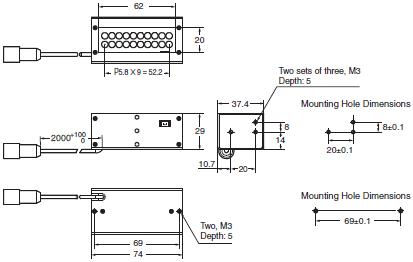 62
20
P5.8 X 9 = 52.2
Two sets of three, M3
Depth: 5
37.4
Mounting Hole Dimensions
2000 +100 0
29
8
14
8±0.1
20±0.1
10.7
20
Mounting Hole Dimensions
Two, M3
Depth: 5
69±0.1
69
74